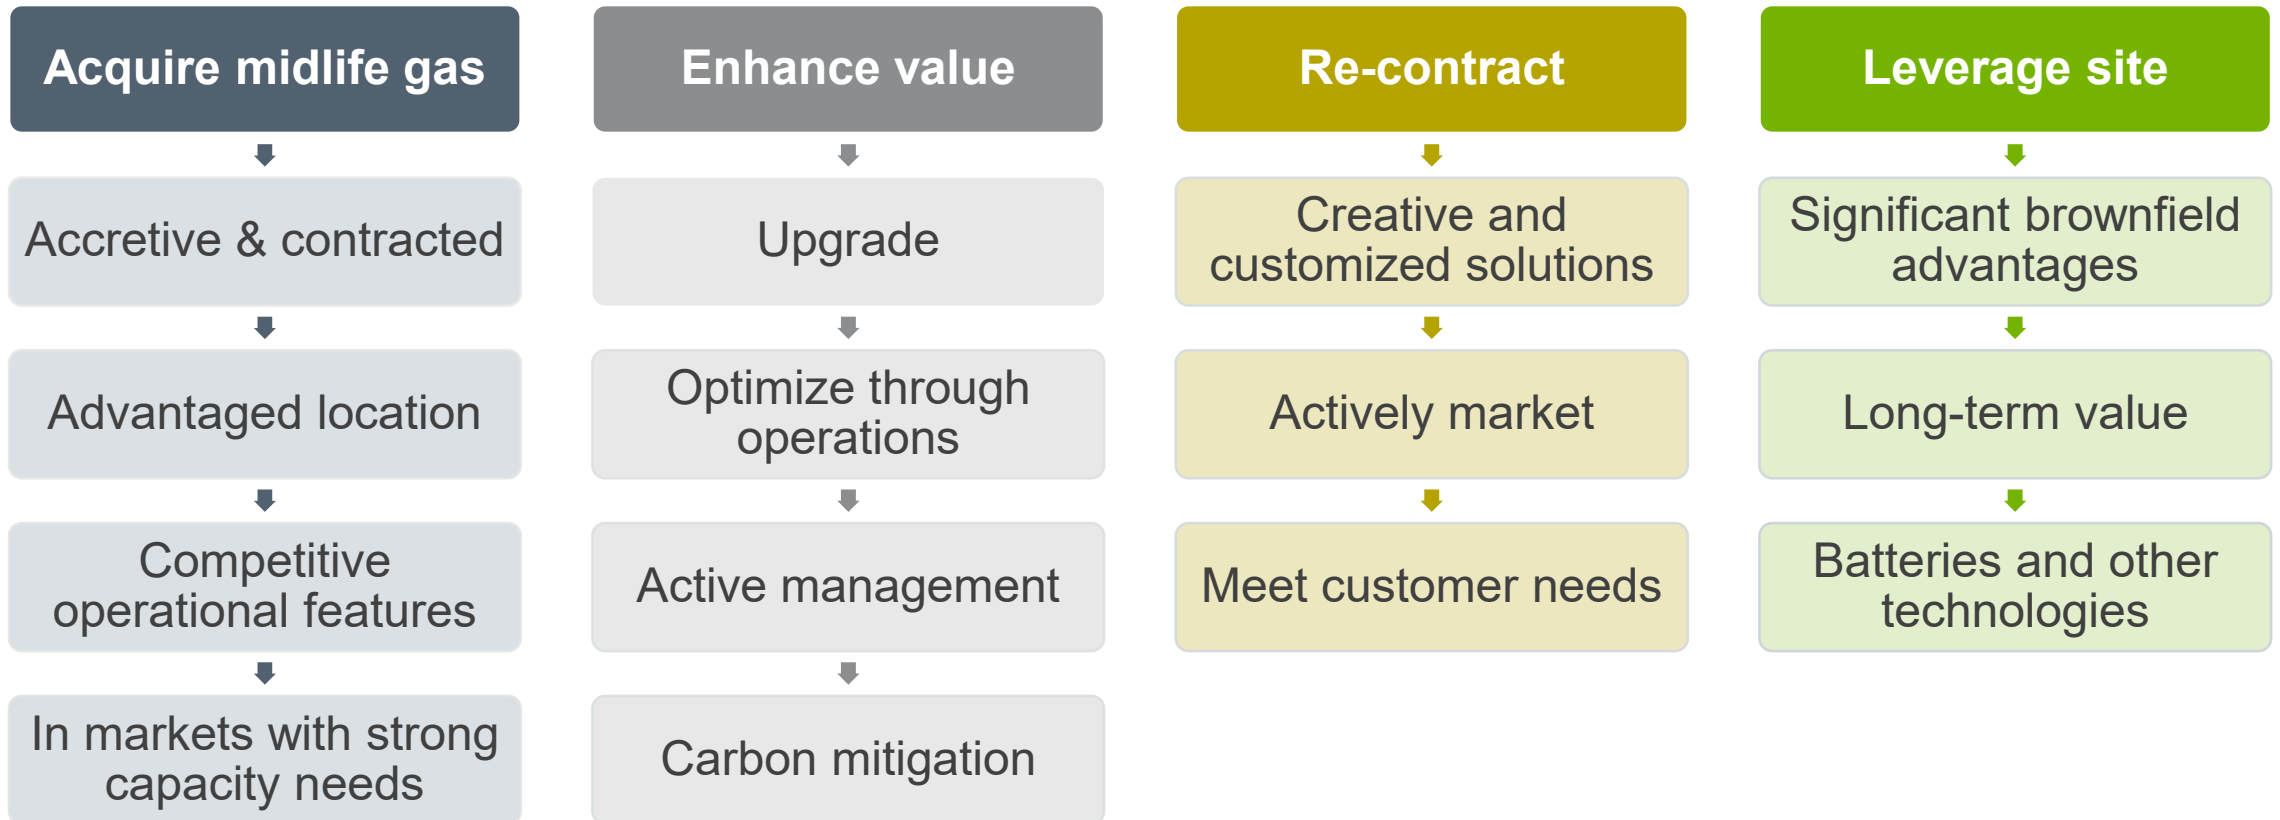 Acquire midlife gas
Accretive & contracted
Advantaged location
Competitive
operational features
In markets with strong
capacity needs
Enhance value
Upgrade
Optimize through
operations
Active management
Carbon mitigation
Re-contract
Creative and
customized solutions
Actively market
Meet customer needs
Leverage site
Significant brownfield
advantages
Long-term value
Batteries and other
technologies